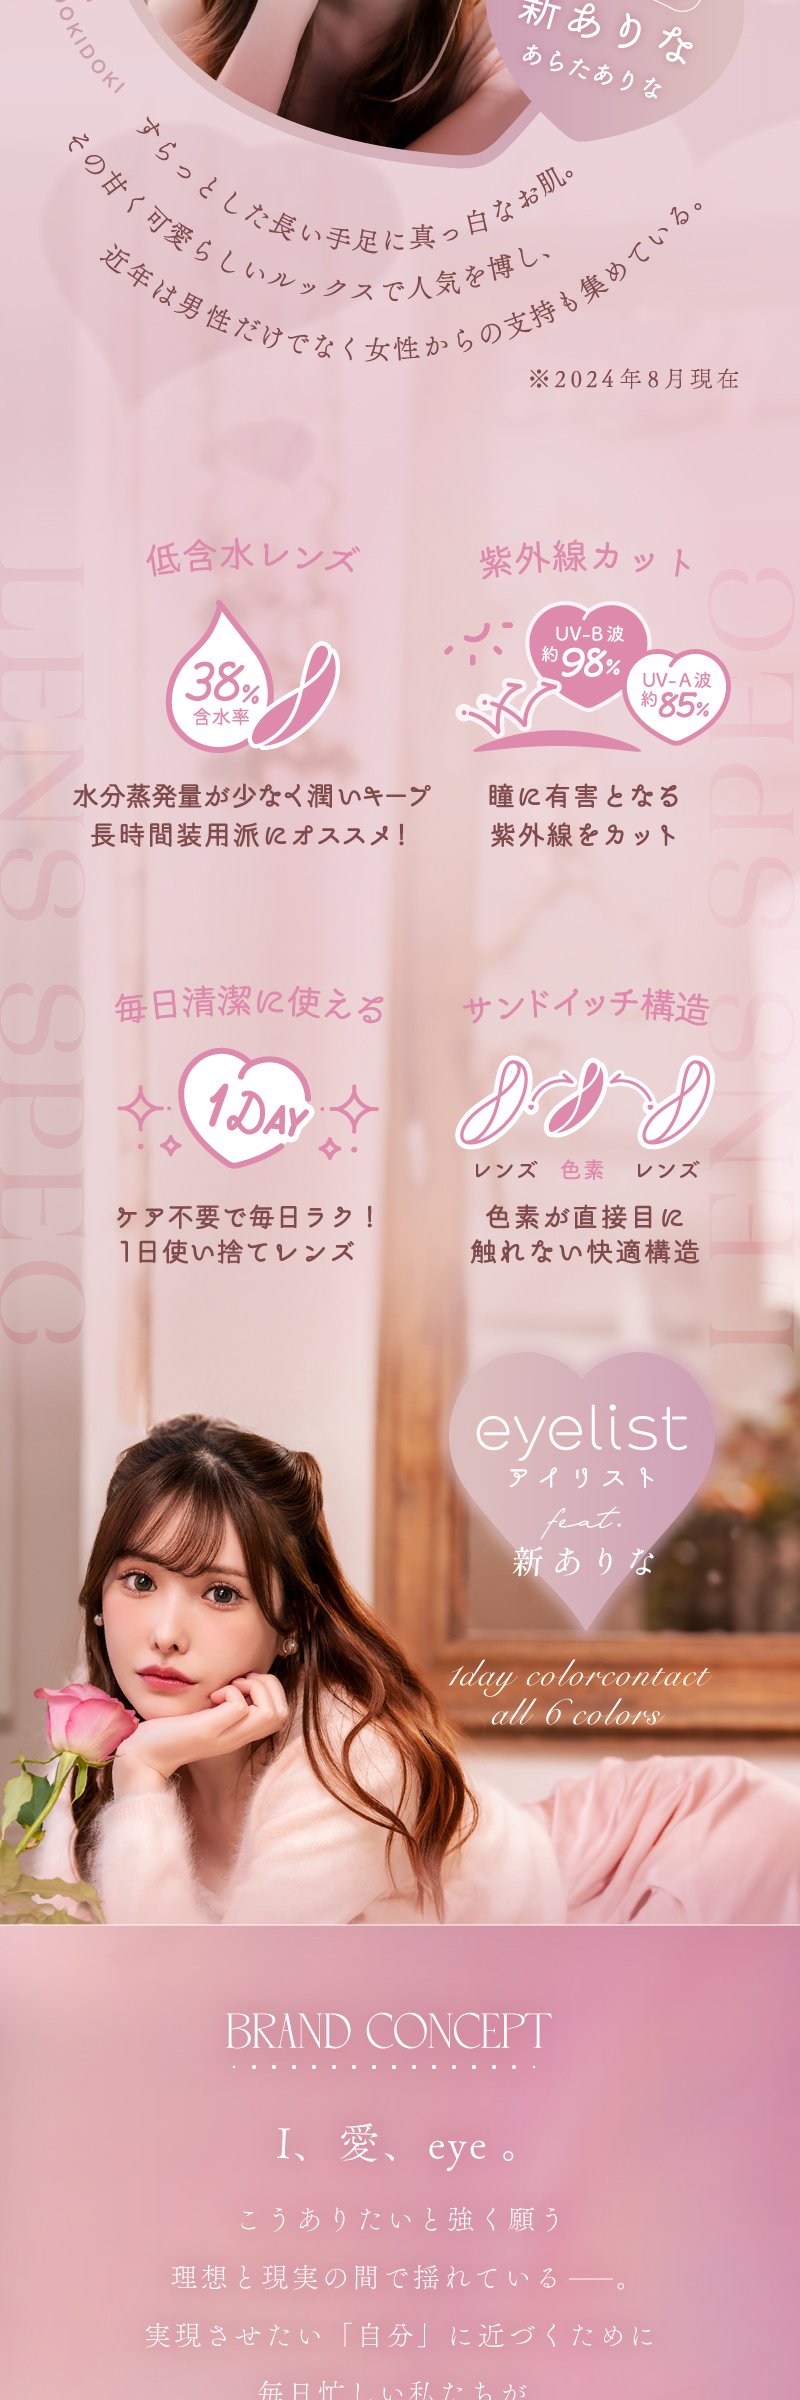 OKIDOKI
新ありな
あらたありな
すらっとした長い手足に真っ白なお肌。
その甘く可愛らしいルックスで人気を博し、
近年は男性だけでなく女性からの支持も集めている。
※2024年8月現在
LENS SPEC
LENS SPEC
低含水レンズ
38%
含水率
水分蒸発量が少なく潤いキープ
長時間装用派にオススメ!
紫外線カット
UV-B波
約98%
UV-A波
約85%
瞳に有害となる
紫外線をカット
毎日清潔に使える
1DAY
ケア不要で毎日ラク!
1日使い捨てレンズ
サンドイッチ構造
レンズ 色素 レンズ
色素が直接目に
触れない快適構造
eyelist
アイリスト
feat.
新ありな
1day colorcontact
all 6 colors
BRAND CONCEPT
I、愛、eye。
こうありたいと強く願う
理想と現実の間で揺れている──。
実現させたい「自分」に近づくために
毎日忙しい私たちが